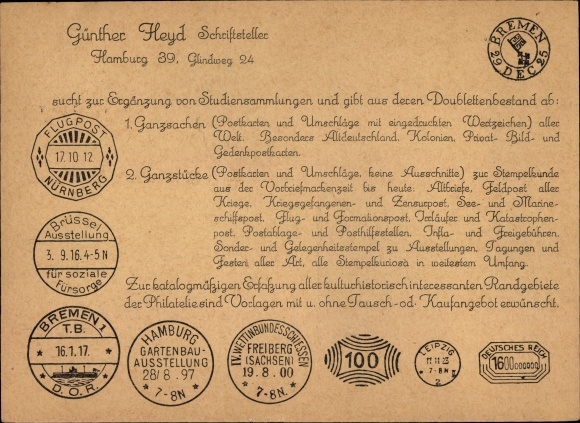 Günther Heyd Schriftsteller
Hamburg 39, Glindweg 24
BREMEN
29 DEC 25
sucht zur Ergänzung von Studiensammlungen und gibt aus deren Doublettenbestand ab:
1. Ganzsachen (Postkarten und Umschläge mit eingedruckten Wertzeichen) aller
Welt. Besonders Altdeutschland, Kolonien, Privat- Bild- und
Gedenkpostkarten.
2. Ganzstücke (Postkarten und Umschläge, keine Ausschnitte) zur Stempelkunde
aus der Vorbriefmarkenzeit bis heute: Altbriefe, Feldpost aller
Kriege, Kriegsgefangenen- und Zensurpost, See- und Marine-
schiffspost, Flug- und Formationspost, Irrläufer und Katastrophen-
post, Postablage- und Posthilfstellen, Infla- und Freigebühren,
Sonder- und Gelegenheitsstempel zu Ausstellungen, Tagungen und
Festen aller Art, alle Stempelkuriosa in weitestem Umfang.
Zur katalogmäßigen Erfaßung aller kulturhistorisch interessanten Randgebiete
der Philatelie sind Vorlagen mit u. ohne Tausch- od. Kaufangebot erwünscht.
FLUGPOST
17.10.12.
NÜRNBERG
Brüssel
Ausstellung
3. 9.16.4-5N
für soziale
Fürsorge
BREMEN 1
T.B.
16.1.17.
D.O.R.
HAMBURG
GARTENBAU-
AUSSTELLUNG
28/8.97
7-8N
IV. WETTINBUNDESSCHIESSEN
FREIBERG
(SACHSEN)
19.8.00
7-8N.
100
LEIPZIG
7-8N
2
DEUTSCHES REICH